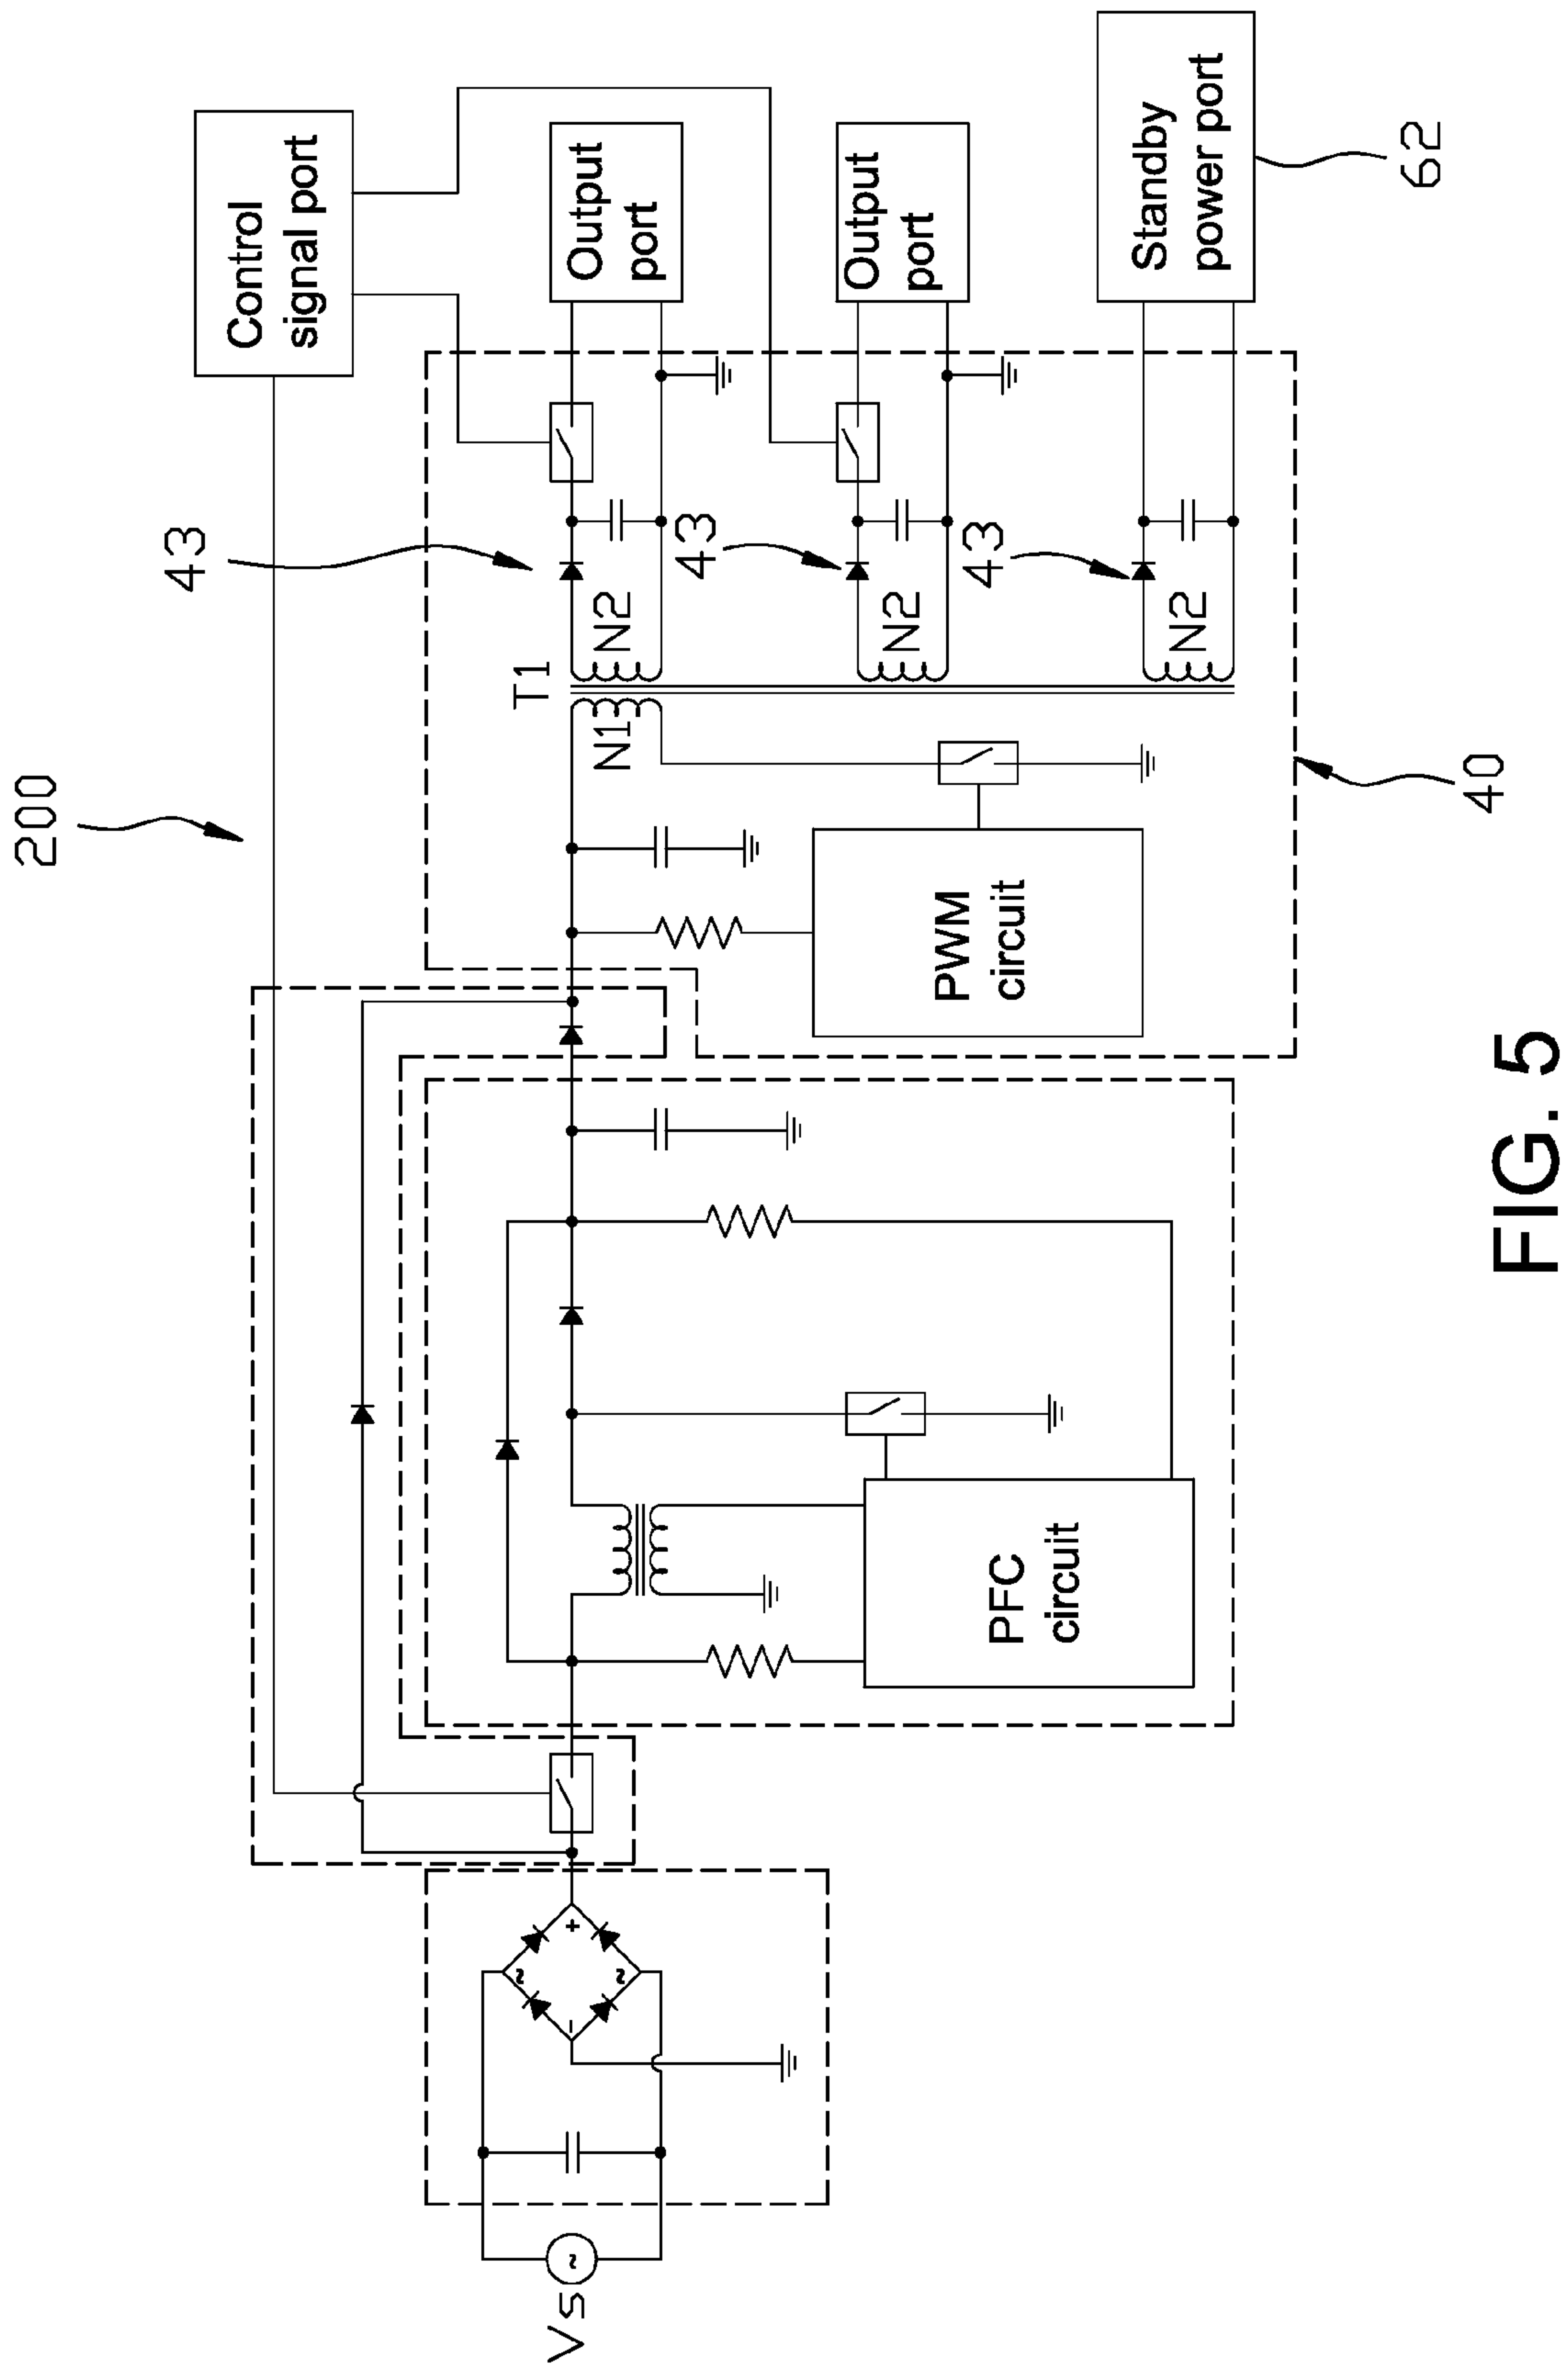 200
Control
signal port
43
T1
N1
N2
Output
port
43
N2
Output
port
43
N2
Standby
power port
62
40
PWM
circuit
PFC
circuit
~
~
+
−
~
Vs
FIG. 5